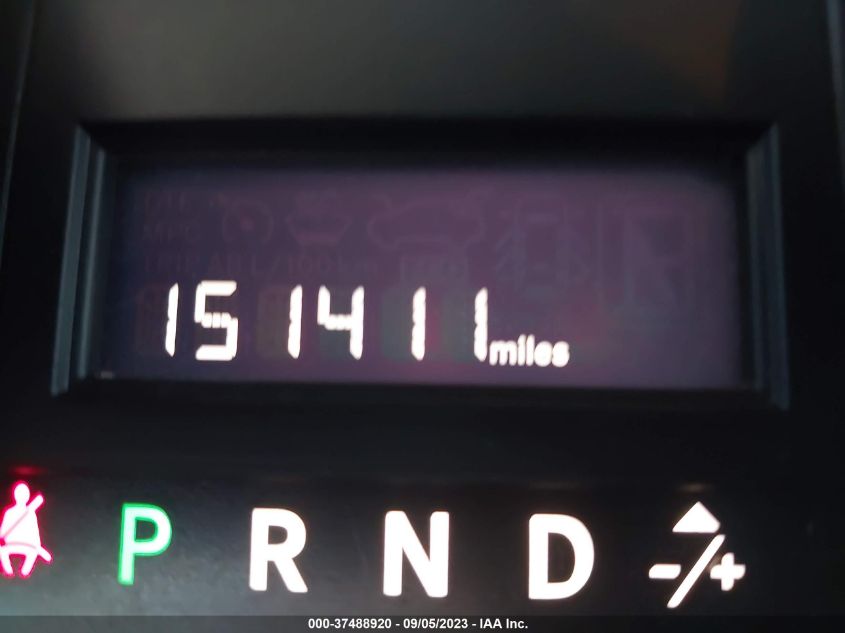 151411 miles
P R N D -/+
000-37488920 - 09/05/2023 - IAA Inc.